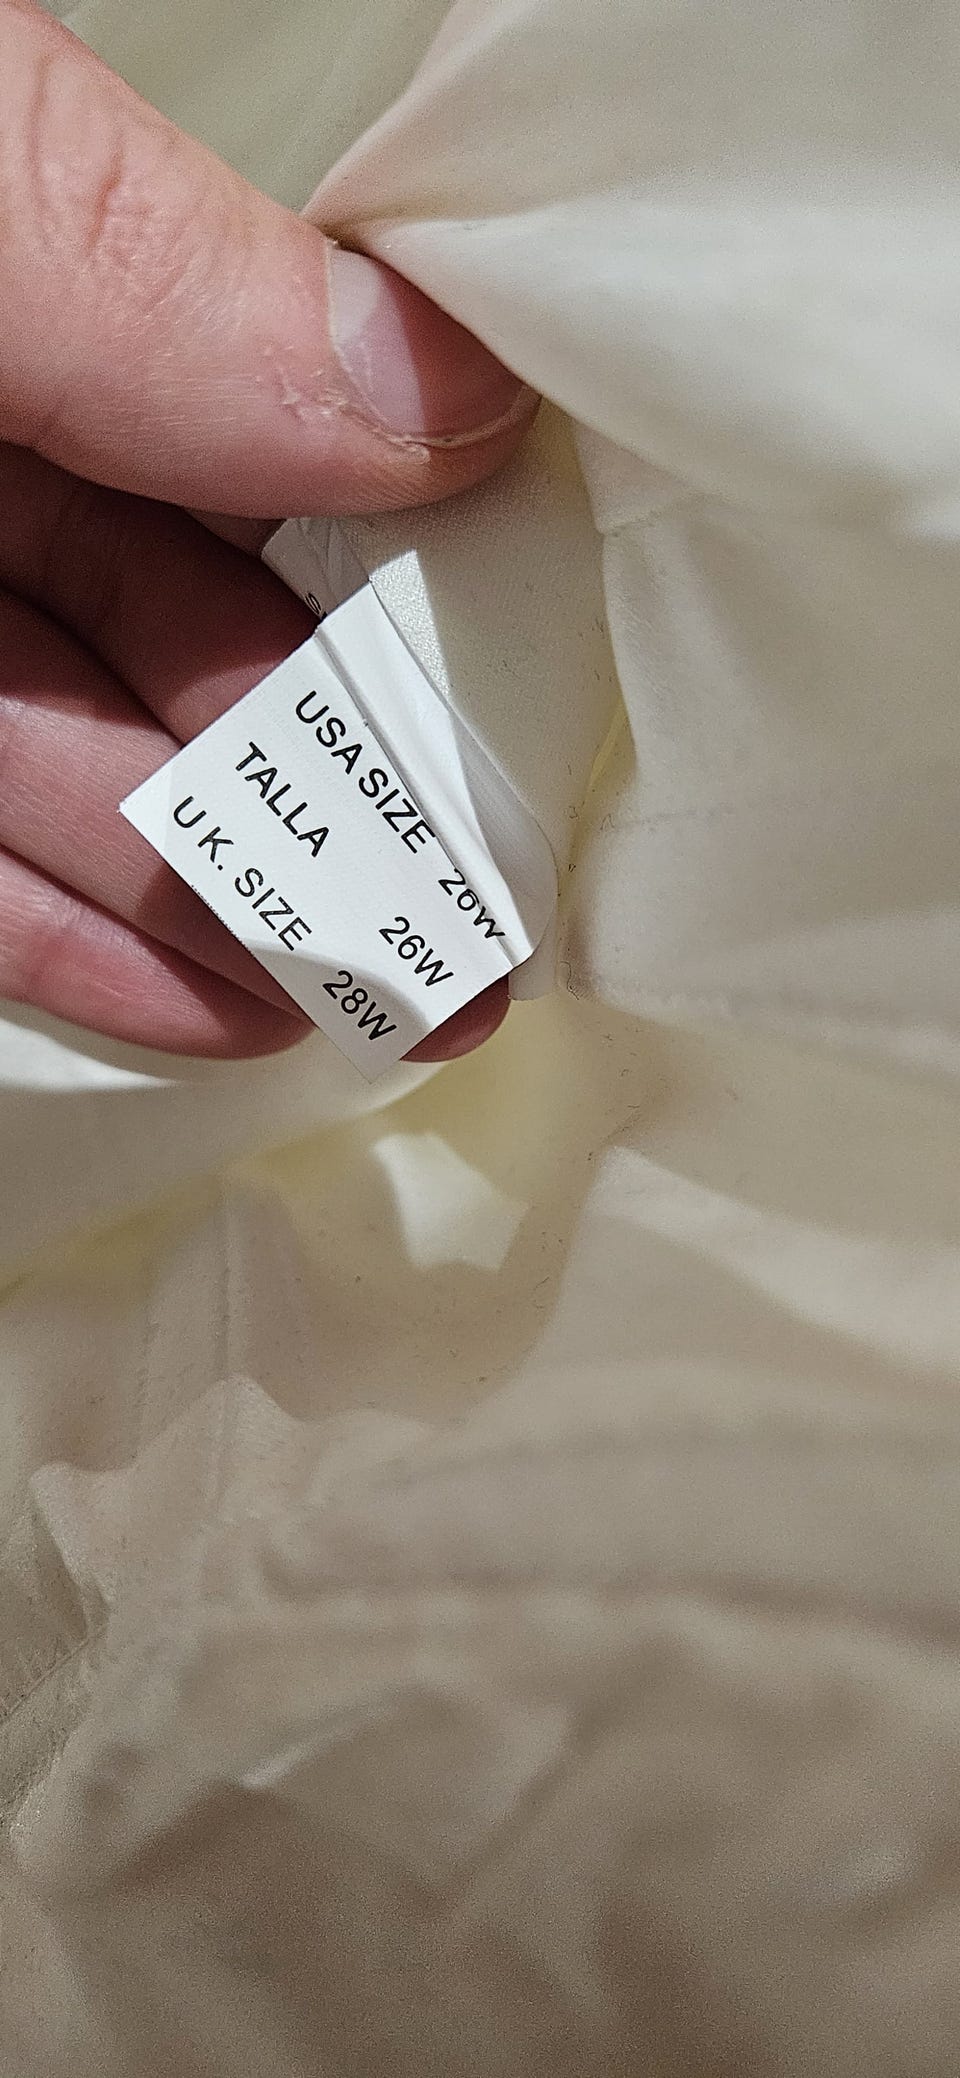 USA SIZE 26W
TALLA 26W
U K. SIZE 28W